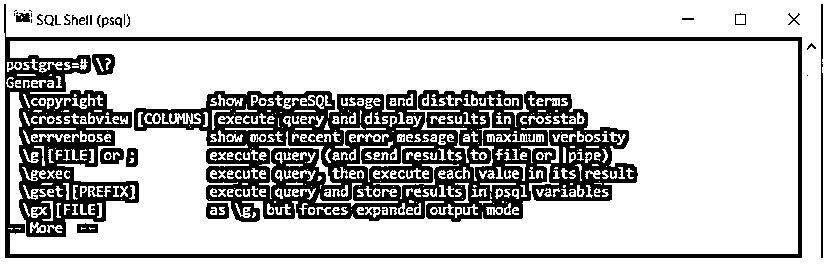 SQL Shell (psql)
postgres=# \?
General
\copyright show PostgreSQL usage and distribution terms
\crosstabview [COLUMNS] execute query and display results in crosstab
\errverbose show most recent error message at maximum verbosity
\g [FILE] or ; execute query (and send results to file or |pipe)
\gexec execute query, then execute each value in its result
\gset [PREFIX] execute query and store results in psql variables
\gx [FILE] as \g, but forces expanded output mode
-- More --